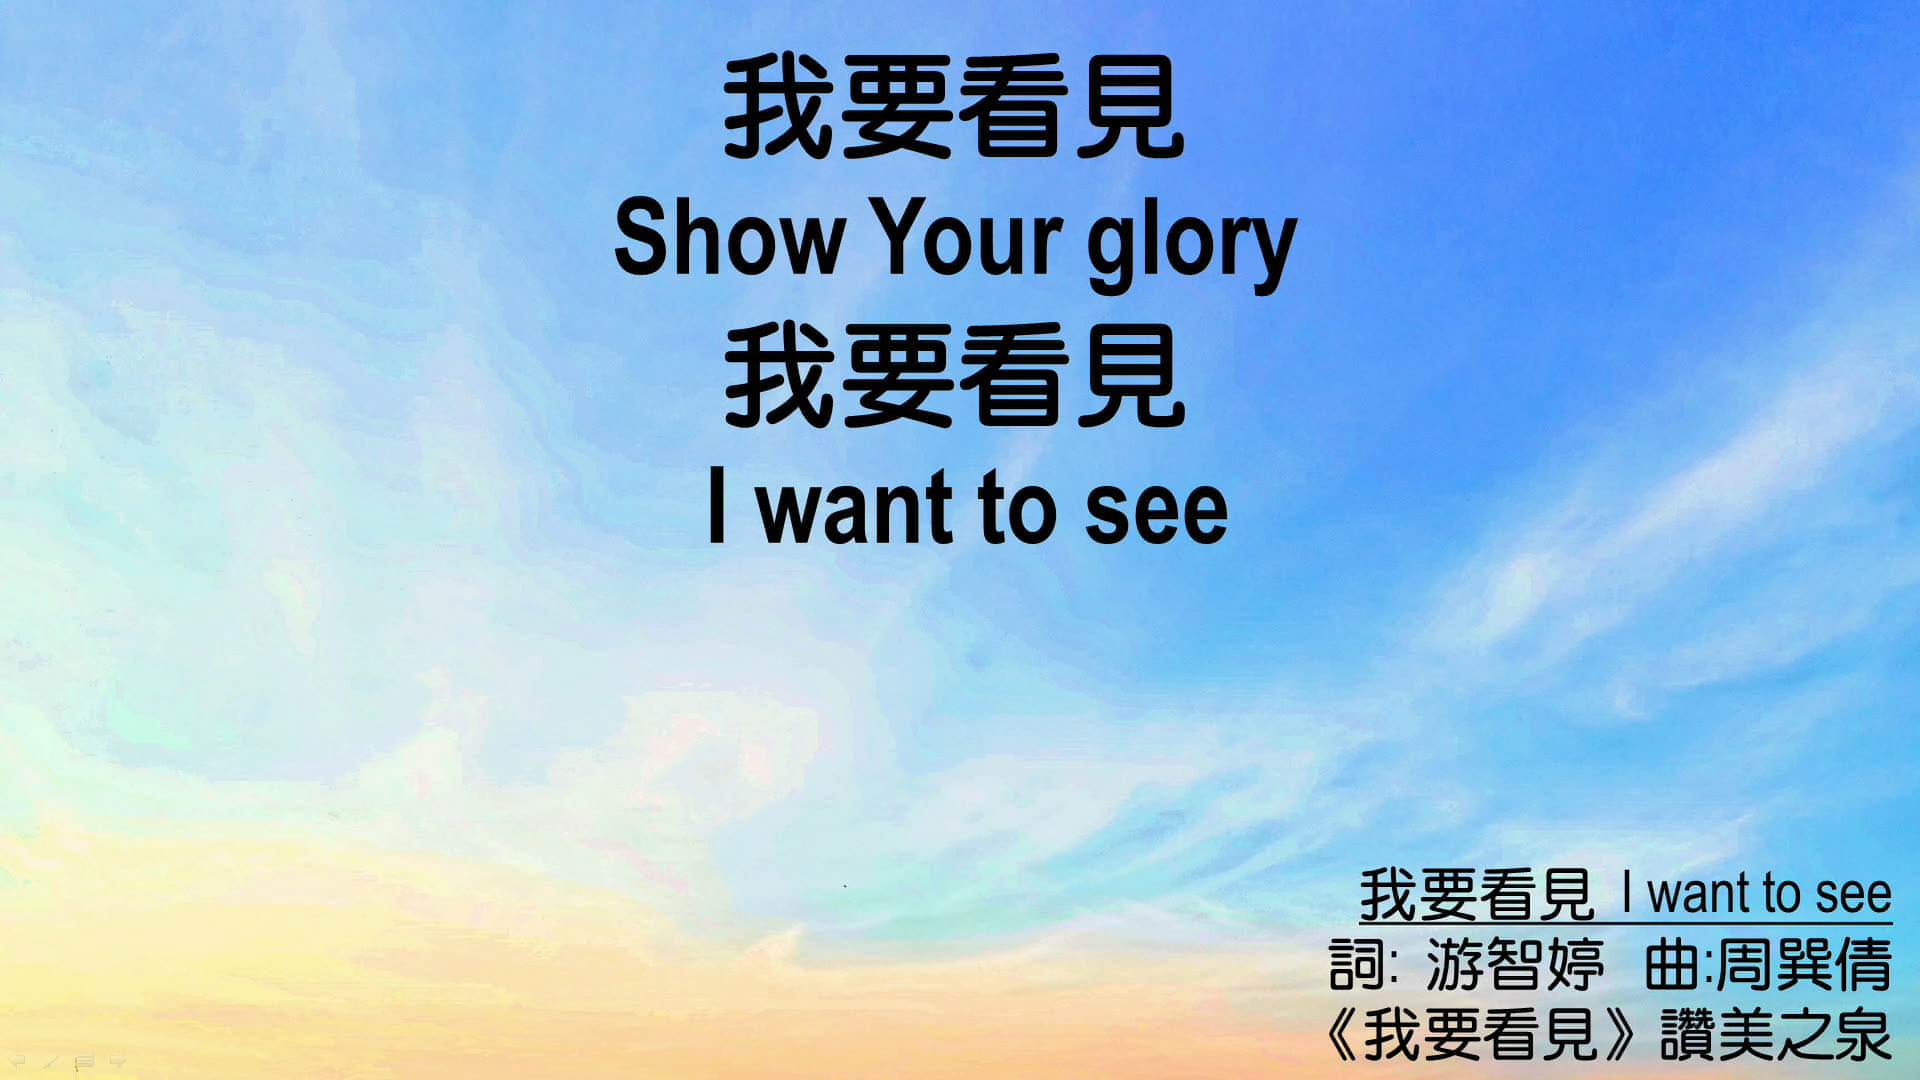 我要看見
Show Your glory
我要看見
I want to see
我要看見 I want to see
詞: 游智婷 曲:周巽倩
《我要看見》讚美之泉